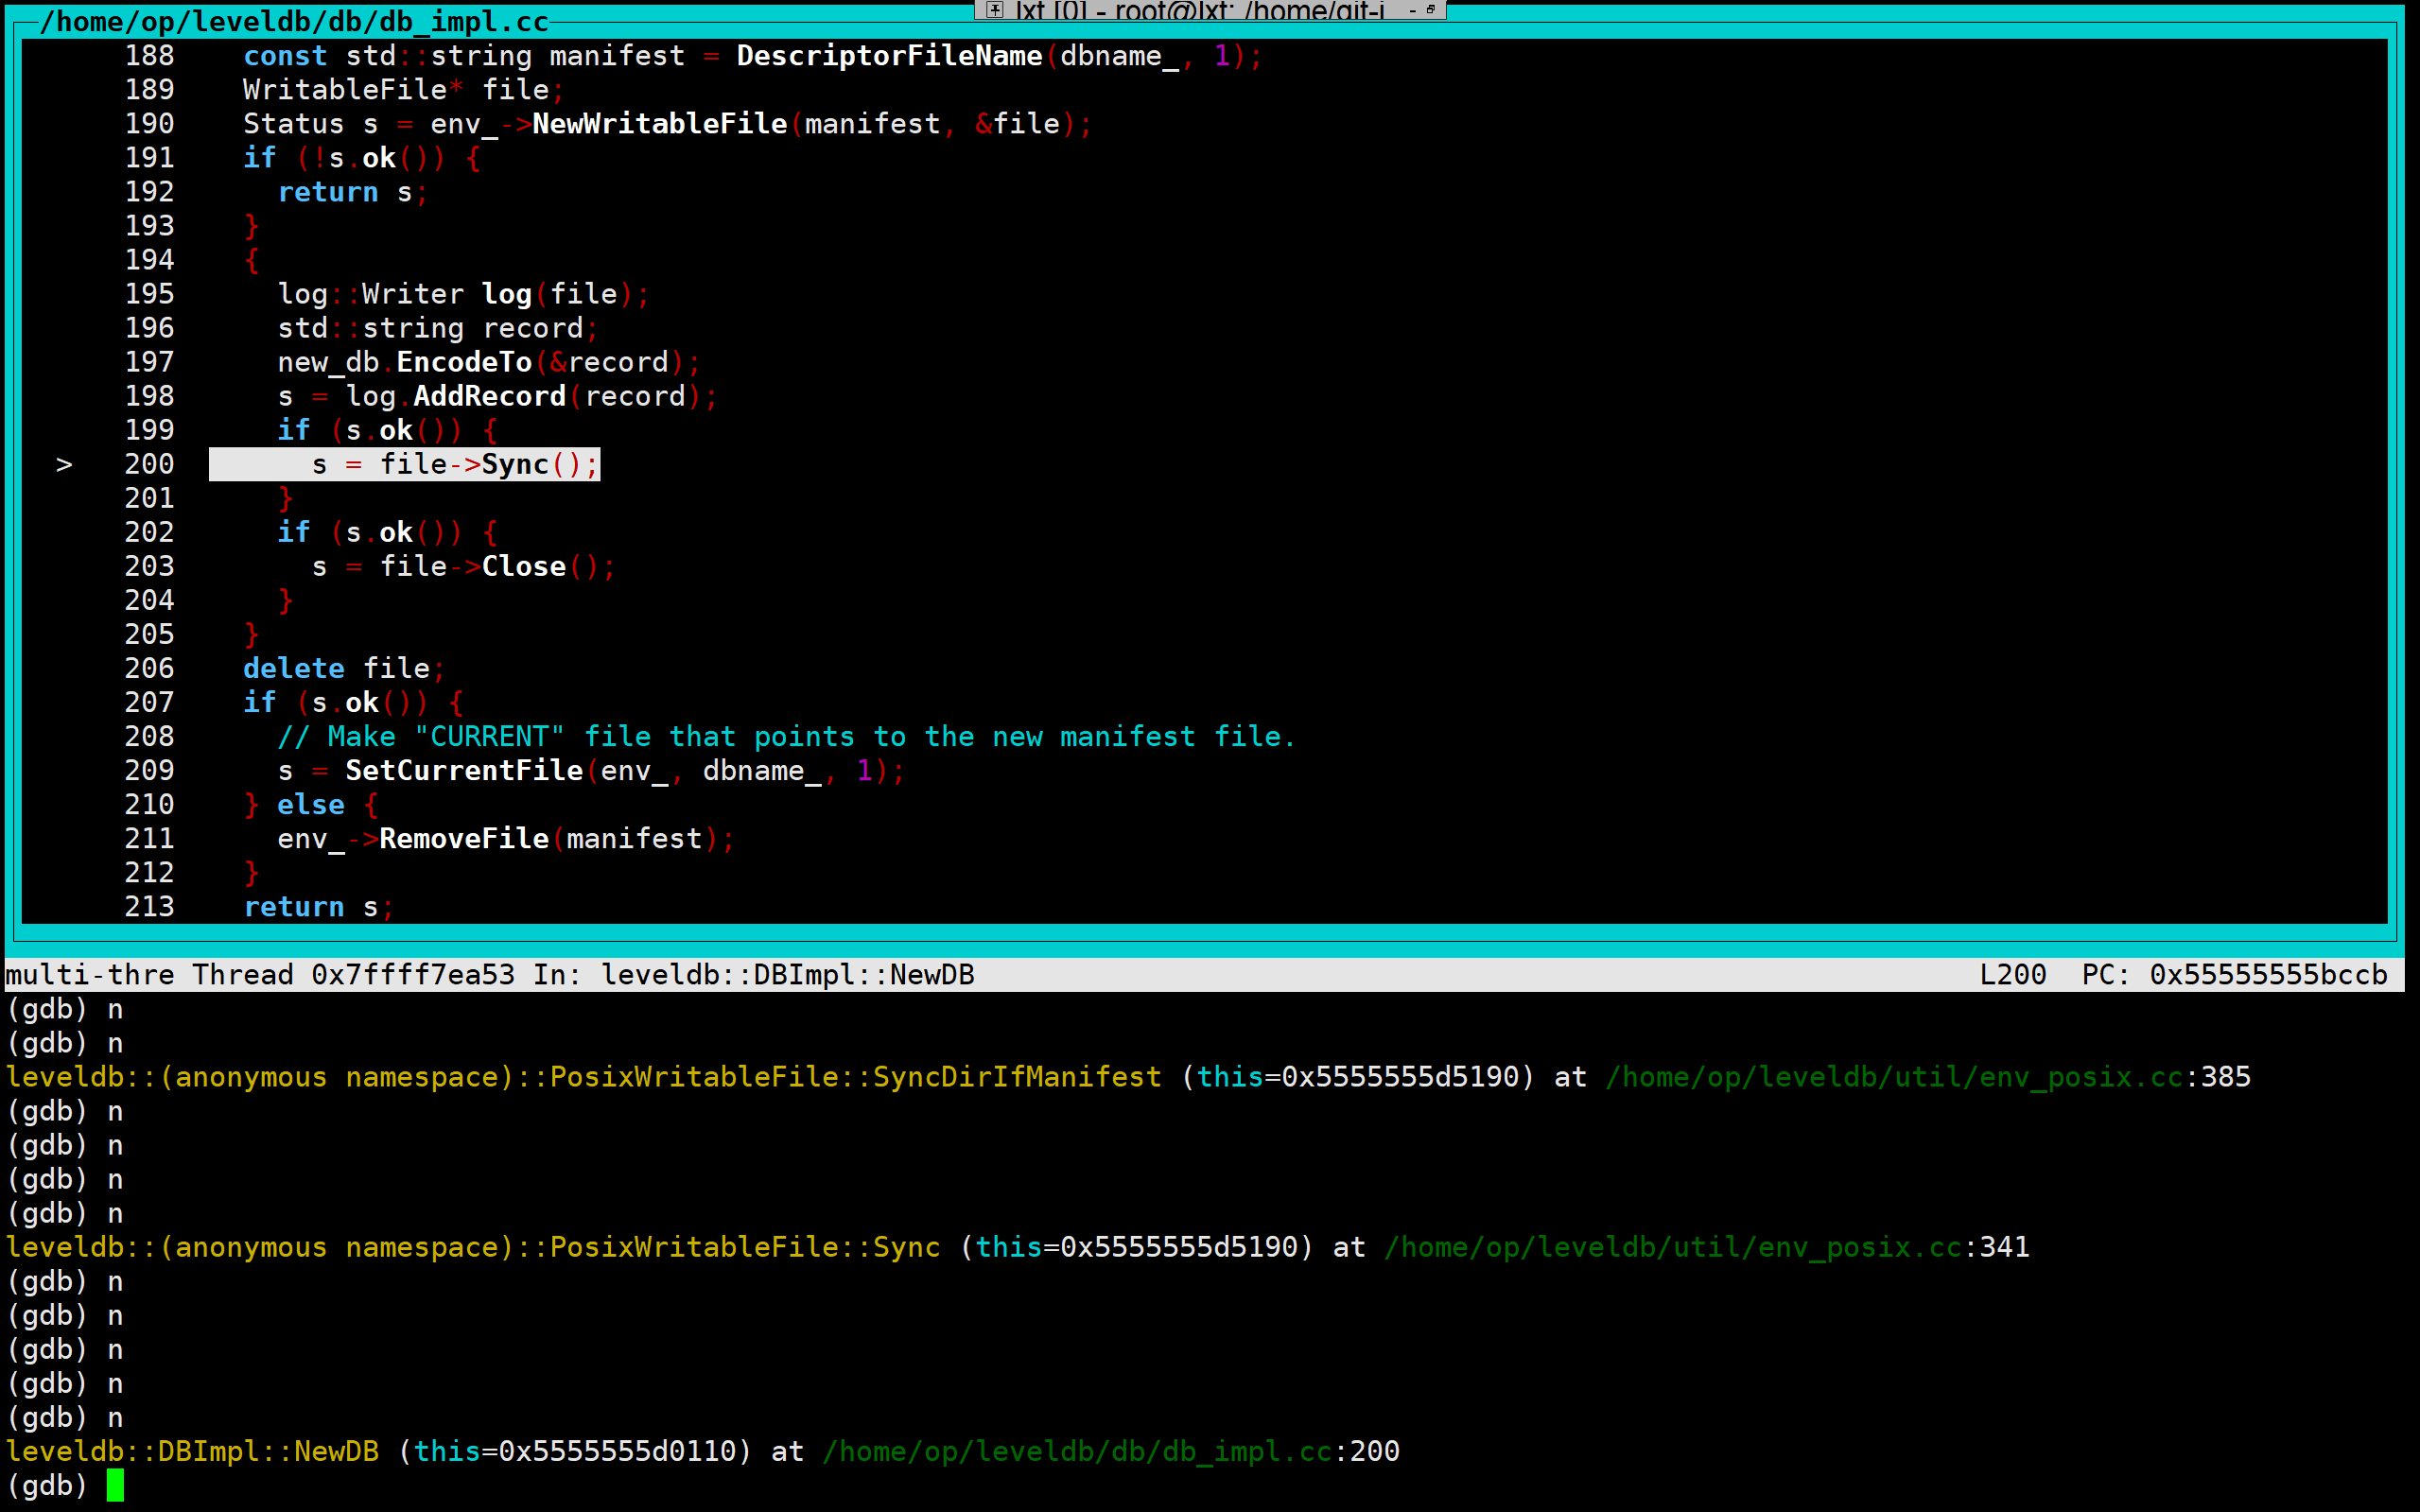 lxt [0] - root@lxt: /home/git-i
/home/op/leveldb/db/db_impl.cc
188    const std::string manifest = DescriptorFileName(dbname_, 1);
189    WritableFile* file;
190    Status s = env_->NewWritableFile(manifest, &file);
191    if (!s.ok()) {
192      return s;
193    }
194    {
195      log::Writer log(file);
196      std::string record;
197      new_db.EncodeTo(&record);
198      s = log.AddRecord(record);
199      if (s.ok()) {
> 200        s = file->Sync();
201      }
202      if (s.ok()) {
203        s = file->Close();
204      }
205    }
206    delete file;
207    if (s.ok()) {
208      // Make "CURRENT" file that points to the new manifest file.
209      s = SetCurrentFile(env_, dbname_, 1);
210    } else {
211      env_->RemoveFile(manifest);
212    }
213    return s;
multi-thre Thread 0x7ffff7ea53 In: leveldb::DBImpl::NewDB L200 PC: 0x55555555bccb
(gdb) n
(gdb) n
leveldb::(anonymous namespace)::PosixWritableFile::SyncDirIfManifest (this=0x5555555d5190) at /home/op/leveldb/util/env_posix.cc:385
(gdb) n
(gdb) n
(gdb) n
(gdb) n
leveldb::(anonymous namespace)::PosixWritableFile::Sync (this=0x5555555d5190) at /home/op/leveldb/util/env_posix.cc:341
(gdb) n
(gdb) n
(gdb) n
(gdb) n
(gdb) n
leveldb::DBImpl::NewDB (this=0x5555555d0110) at /home/op/leveldb/db/db_impl.cc:200
(gdb)